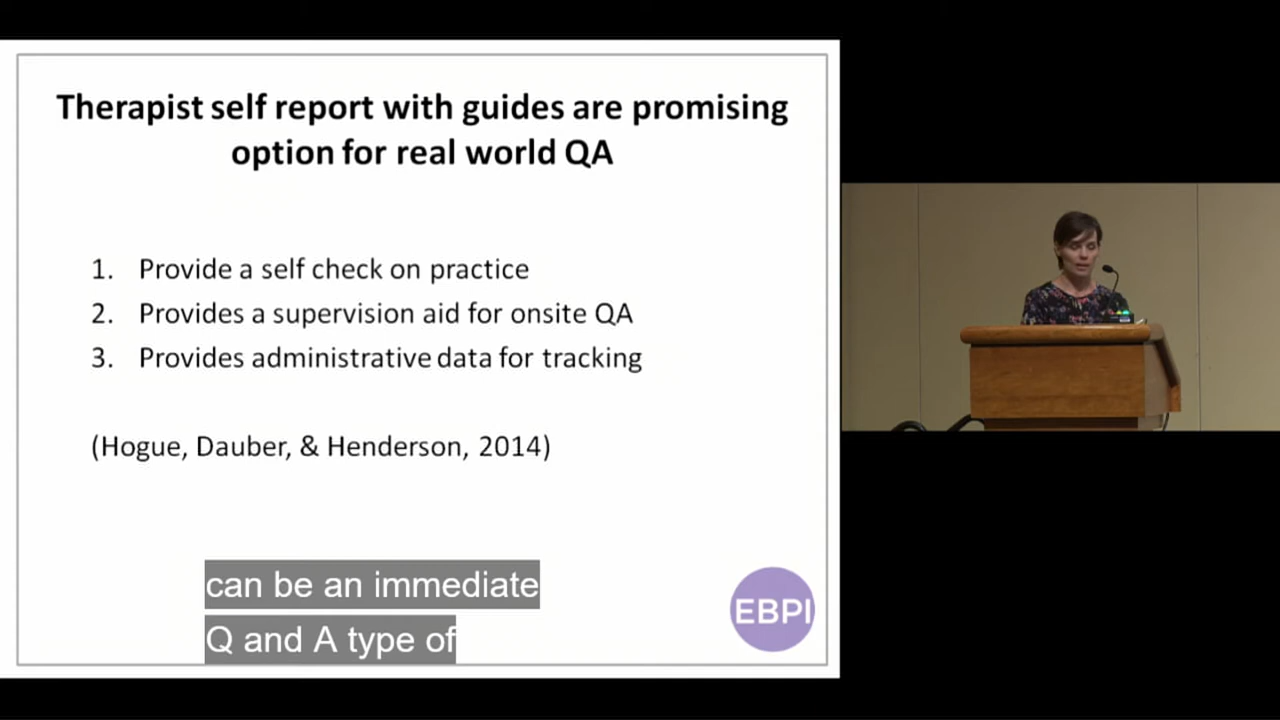 Therapist self report with guides are promising
option for real world QA
1. Provide a self check on practice
2. Provides a supervision aid for onsite QA
3. Provides administrative data for tracking
(Hogue, Dauber, & Henderson, 2014)
can be an immediate
Q and A type of
EBPI